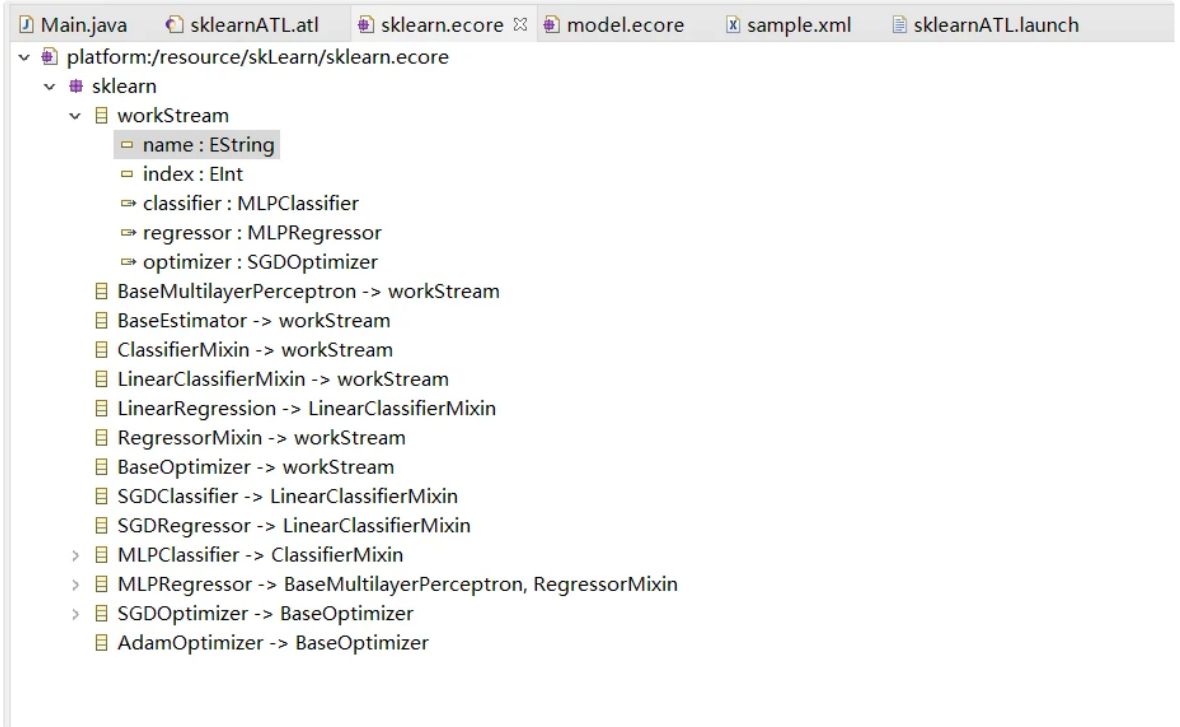 Main.java sklearnATL.atl sklearn.ecore model.ecore sample.xml sklearnATL.launch
platform:/resource/skLearn/sklearn.ecore
sklearn
workStream
name : EString
index : EInt
classifier : MLPClassifier
regressor : MLPRegressor
optimizer : SGDOptimizer
BaseMultilayerPerceptron -> workStream
BaseEstimator -> workStream
ClassifierMixin -> workStream
LinearClassifierMixin -> workStream
LinearRegression -> LinearClassifierMixin
RegressorMixin -> workStream
BaseOptimizer -> workStream
SGDClassifier -> LinearClassifierMixin
SGDRegressor -> LinearClassifierMixin
MLPClassifier -> ClassifierMixin
MLPRegressor -> BaseMultilayerPerceptron, RegressorMixin
SGDOptimizer -> BaseOptimizer
AdamOptimizer -> BaseOptimizer